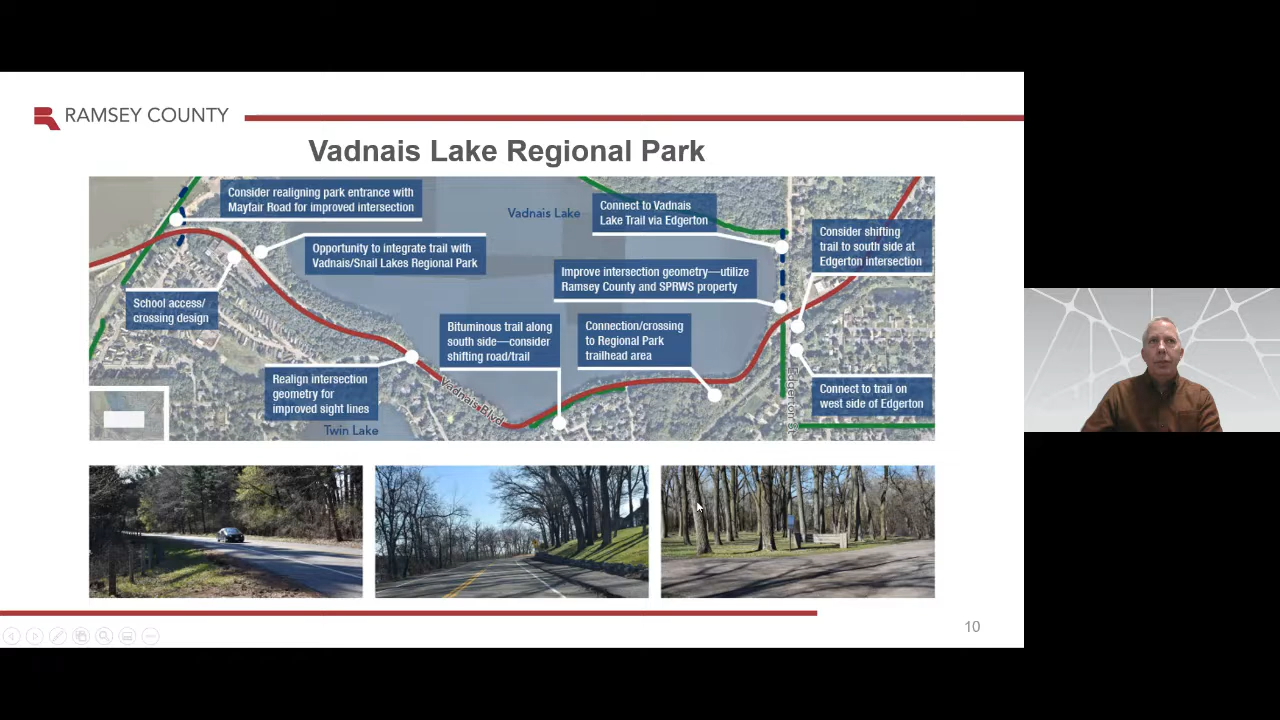 RAMSEY COUNTY
Vadnais Lake Regional Park
Consider realigning park entrance with
Mayfair Road for improved intersection
Vadnais Lake
Connect to Vadnais
Lake Trail via Edgerton
Consider shifting
trail to south side at
Edgerton intersection
Opportunity to integrate trail with
Vadnais/Snail Lakes Regional Park
Improve intersection geometry—utilize
Ramsey County and SPRWS property
School access/
crossing design
Bituminous trail along
south side—consider
shifting road/trail
Connection/crossing
to Regional Park
trailhead area
Realign intersection
geometry for
improved sight lines
Vadnais Blvd
Edgerton St
Connect to trail on
west side of Edgerton
Twin Lake
10